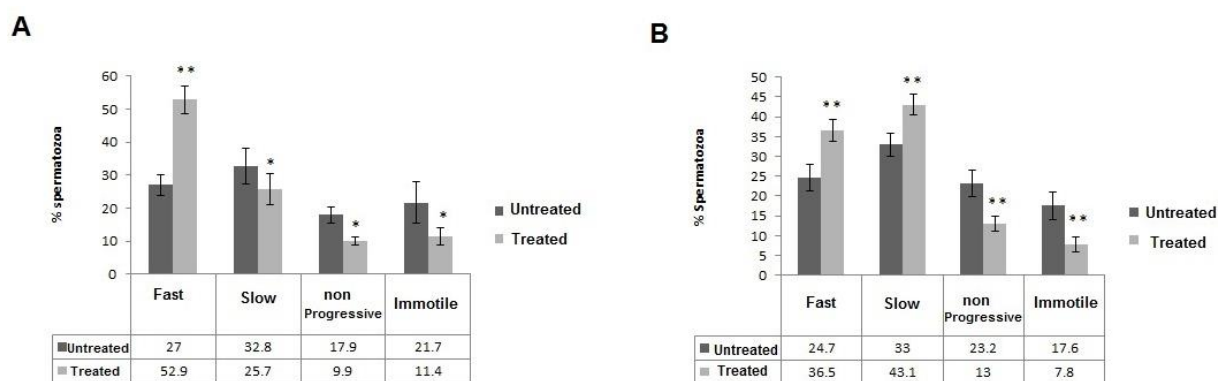 A
% spermatozoa
60
50
40
30
20
10
0
**
*
*
*
Untreated
Treated
Fast Slow non Progressive Immotile
Untreated 27 32.8 17.9 21.7
Treated 52.9 25.7 9.9 11.4
B
% Spermatozoa
50
45
40
35
30
25
20
15
10
5
0
**
**
**
**
Untreated
Treated
Fast Slow non Progressive Immotile
Untreated 24.7 33 23.2 17.6
Treated 36.5 43.1 13 7.8